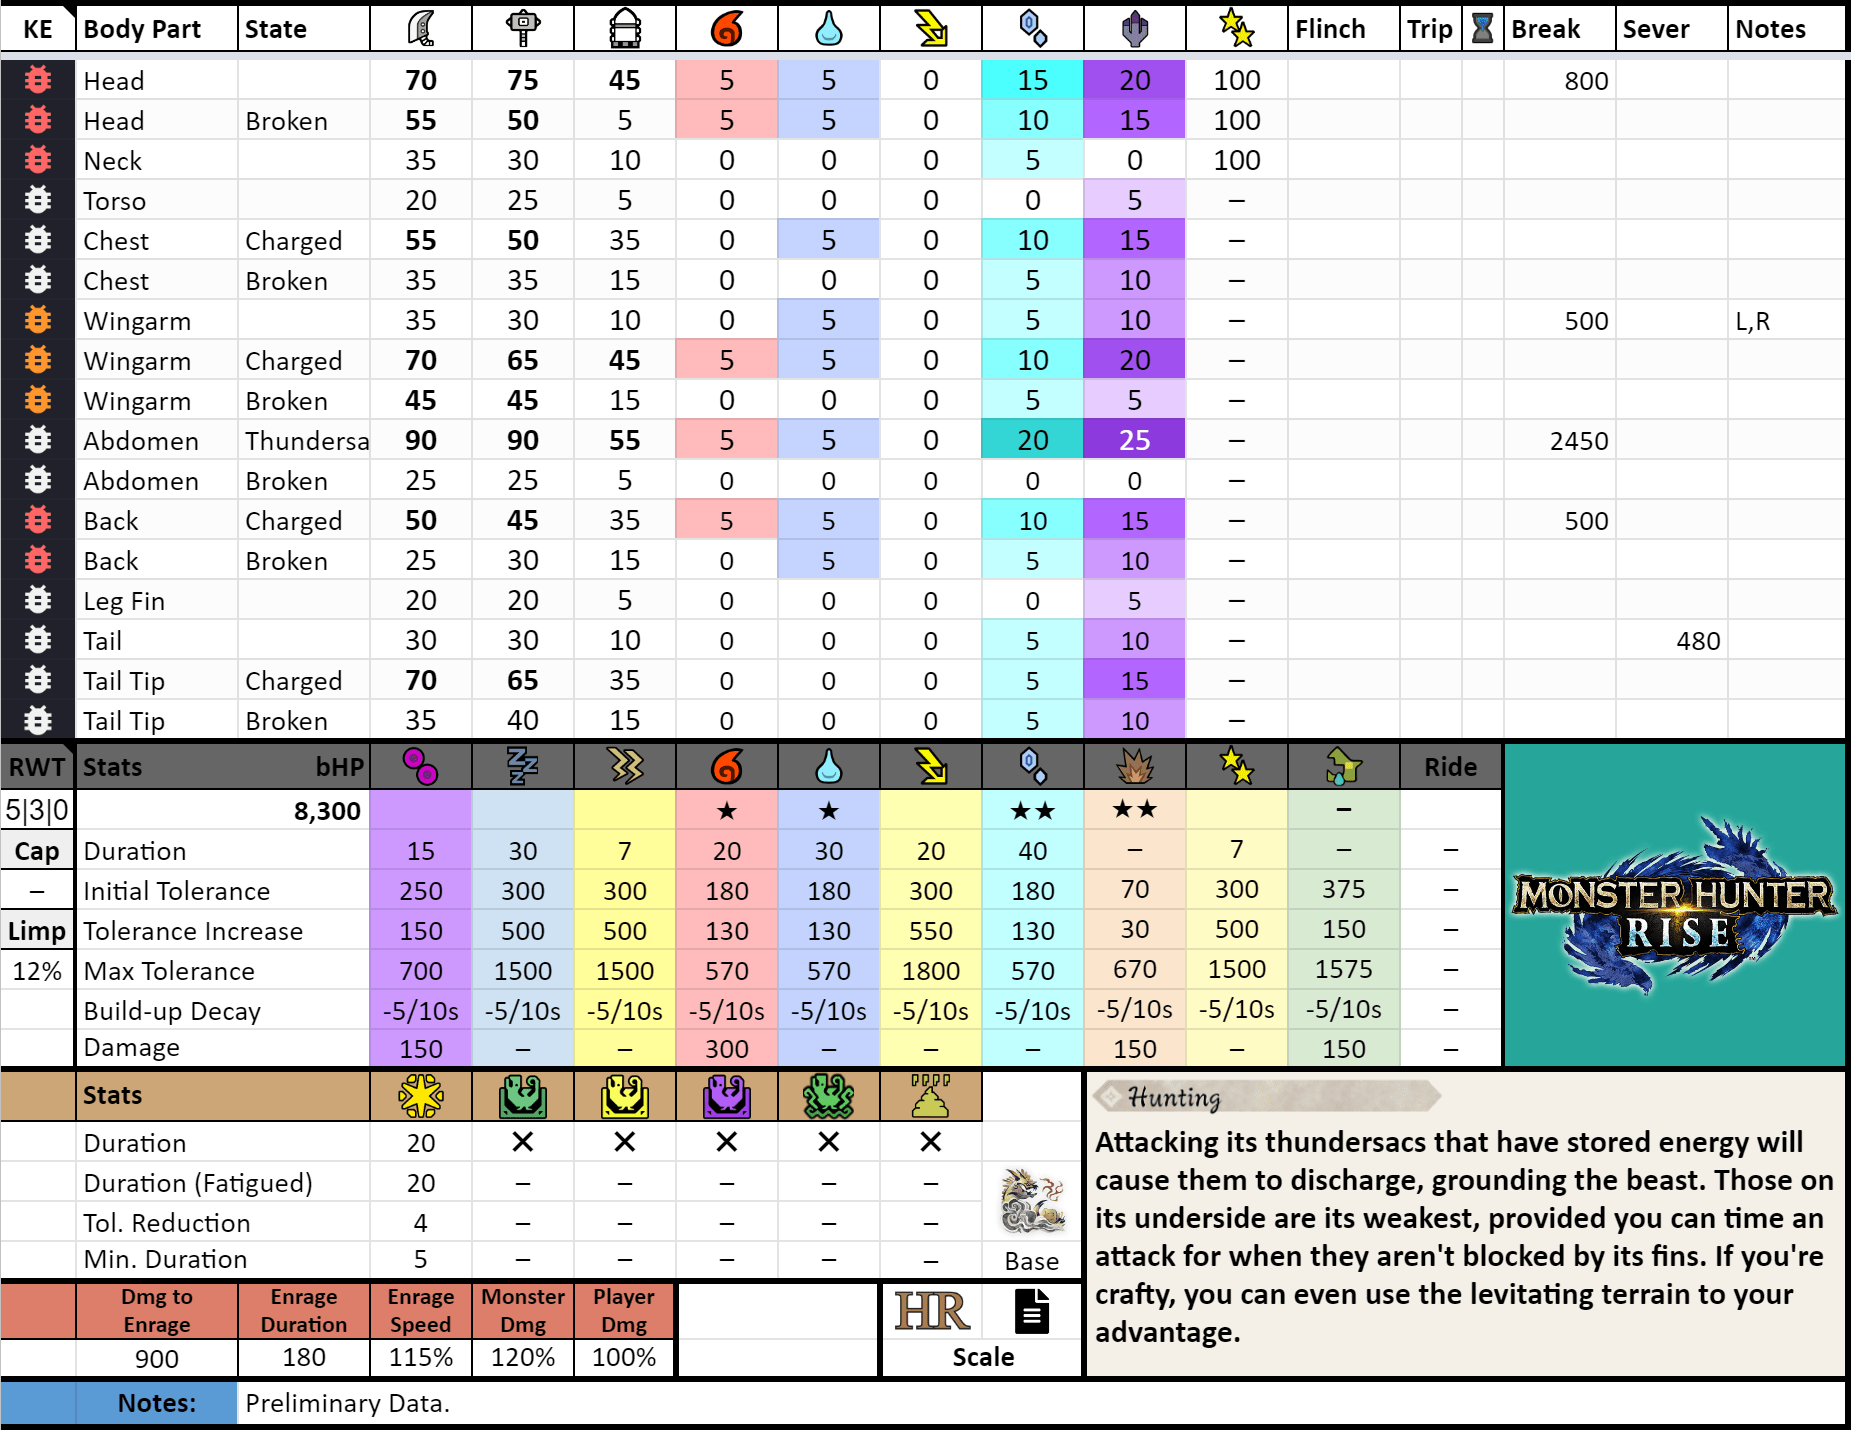 KE Body Part State Flinch Trip Break Sever Notes
Head 70 75 45 5 5 0 15 20 100 800
Head Broken 55 50 5 5 5 0 10 15 100
Neck 35 30 10 0 0 0 5 0 100
Torso 20 25 5 0 0 0 0 5 –
Chest Charged 55 50 35 0 5 0 10 15 –
Chest Broken 35 35 15 0 0 0 5 10 –
Wingarm 35 30 10 0 5 0 5 10 – 500 L,R
Wingarm Charged 70 65 45 5 5 0 10 20 –
Wingarm Broken 45 45 15 0 0 0 5 5 –
Abdomen Thundersa 90 90 55 5 5 0 20 25 – 2450
Abdomen Broken 25 25 5 0 0 0 0 0 –
Back Charged 50 45 35 5 5 0 10 15 – 500
Back Broken 25 30 15 0 5 0 5 10 –
Leg Fin 20 20 5 0 0 0 0 5 –
Tail 30 30 10 0 0 0 5 10 – 480
Tail Tip Charged 70 65 35 0 0 0 5 15 –
Tail Tip Broken 35 40 15 0 0 0 5 10 –
RWT Stats bHP Ride
5|3|0 8,300 ★ ★ ★★ ★★ –
Cap Duration 15 30 7 20 30 20 40 – 7 – –
– Initial Tolerance 250 300 300 180 180 300 180 70 300 375 –
Limp Tolerance Increase 150 500 500 130 130 550 130 30 500 150 –
12% Max Tolerance 700 1500 1500 570 570 1800 570 670 1500 1575 –
Build-up Decay -5/10s -5/10s -5/10s -5/10s -5/10s -5/10s -5/10s -5/10s -5/10s -5/10s –
Damage 150 – – 300 – – – 150 – 150 –
MONSTER HUNTER
RISE
Stats
Duration 20 ✕ ✕ ✕ ✕ ✕
Duration (Fatigued) 20 – – – – –
Tol. Reduction 4 – – – – –
Min. Duration 5 – – – – – Base
Hunting
Attacking its thundersacs that have stored energy will
cause them to discharge, grounding the beast. Those on
its underside are its weakest, provided you can time an
attack for when they aren't blocked by its fins. If you're
crafty, you can even use the levitating terrain to your
advantage.
Dmg to Enrage Enrage Monster Player
Enrage Duration Speed Dmg Dmg
HR
900 180 115% 120% 100% Scale
Notes: Preliminary Data.